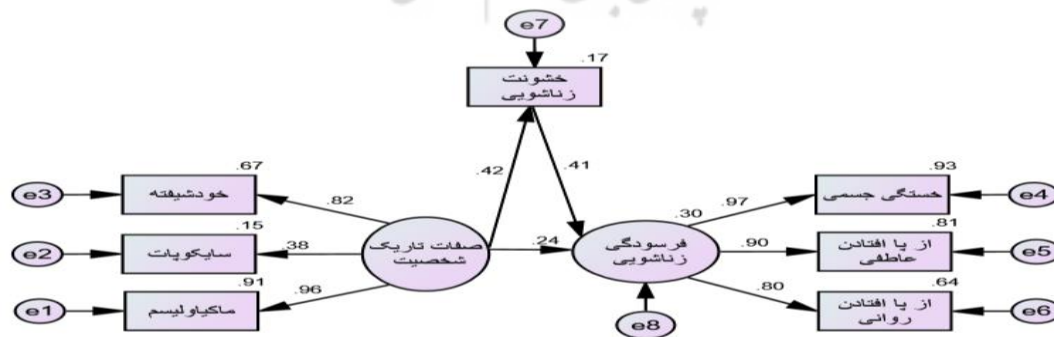 e7
.17
خشونت
زناشویی
.42
.41
.67
e3
خودشیفته
.82
.15
e2
سایکوپات
.38
.91
e1
ماکیاولیسم
.96
صفات تاریک
شخصیت
.24
.30
فرسودگی
زناشویی
e8
.97
.93
خستگی جسمی
e4
.90
.81
از پا افتادن
عاطفی
e5
.80
.64
از پا افتادن
روانی
e6